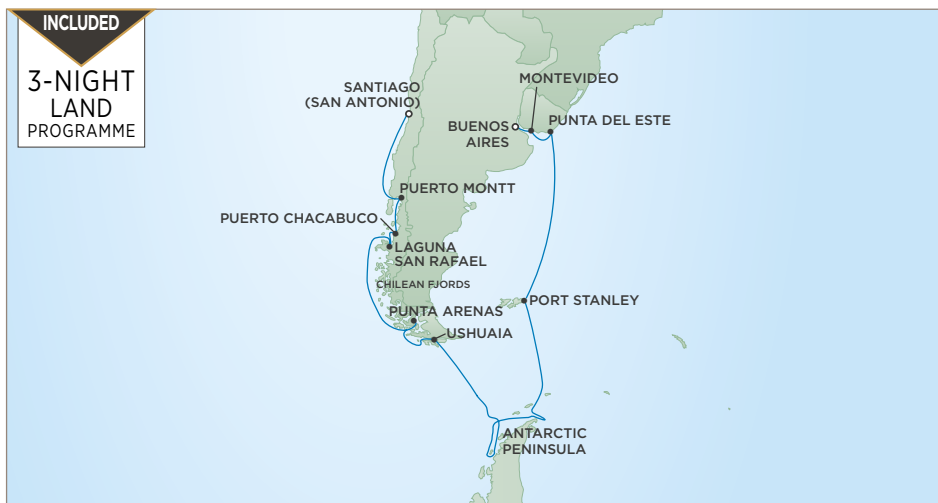 INCLUDED
3-NIGHT
LAND
PROGRAMME
SANTIAGO
(SAN ANTONIO)
MONTEVIDEO
BUENOS
AIRES
PUNTA DEL ESTE
PUERTO MONTT
PUERTO CHACABUCO
LAGUNA
SAN RAFAEL
CHILEAN FJORDS
PORT STANLEY
PUNTA ARENAS
USHUAIA
ANTARCTIC
PENINSULA